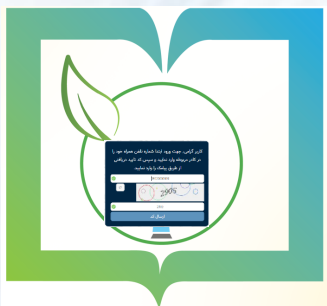 کاربر گرامی، جهت ورود ابتدا شماره تلفن همراه خود را
در کادر مربوطه وارد نمایید و سپس کد تایید دریافتی
از طریق پیامک را وارد نمایید.
ارسال کد